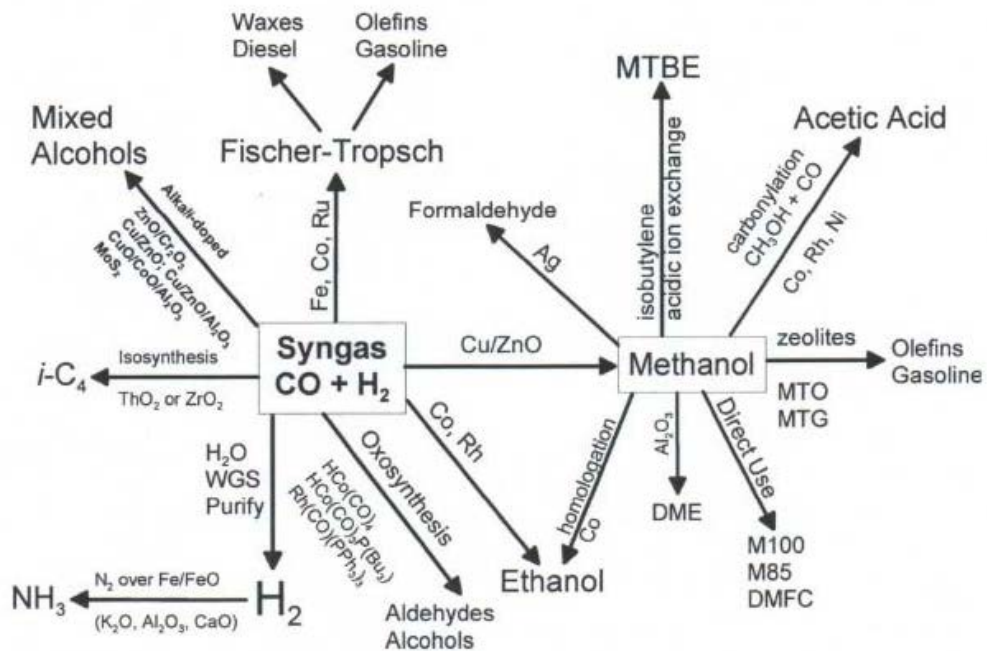 Waxes
Diesel
Olefins
Gasoline
MTBE
Mixed
Alcohols
Fischer-Tropsch
Acetic Acid
Alkali-doped
ZnO/Cr₂O₃
Cu/ZnO; Cu/ZnO/Al₂O₃
CuO/CoO/Al₂O₃
MoS₂
Fe, Co, Ru
Formaldehyde
Ag
isobutylene
acidic ion exchange
carbonylation
CH₃OH + CO
Co, Rh, Ni
Isosynthesis
i-C₄
ThO₂ or ZrO₂
Syngas
CO + H₂
Cu/ZnO
Methanol
zeolites
MTO
MTG
Olefins
Gasoline
H₂O
WGS
Purify
Oxosynthesis
HCo(CO)₄
HCo(CO)₃P(Bu₃)
Rh(CO)(PPh₃)₃
Co, Rh
homologation
Co
Al₂O₃
Direct Use
DME
M100
M85
DMFC
Ethanol
Aldehydes
Alcohols
NH₃
N₂ over Fe/FeO
(K₂O, Al₂O₃, CaO)
H₂